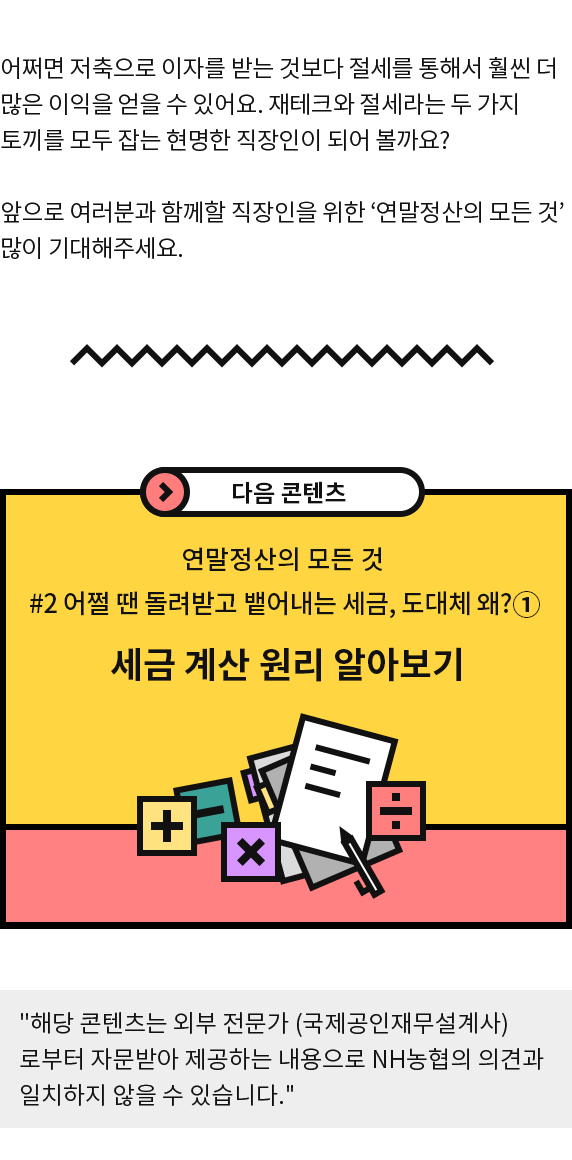 어쩌면 저축으로 이자를 받는 것보다 절세를 통해서 훨씬 더
많은 이익을 얻을 수 있어요. 재테크와 절세라는 두 가지
토끼를 모두 잡는 현명한 직장인이 되어 볼까요?
앞으로 여러분과 함께할 직장인을 위한 ‘연말정산의 모든 것’
많이 기대해주세요.
다음 콘텐츠
연말정산의 모든 것
#2 어쩔 땐 돌려받고 뱉어내는 세금, 도대체 왜?①
세금 계산 원리 알아보기
"해당 콘텐츠는 외부 전문가 (국제공인재무설계사)
로부터 자문받아 제공하는 내용으로 NH농협의 의견과
일치하지 않을 수 있습니다."